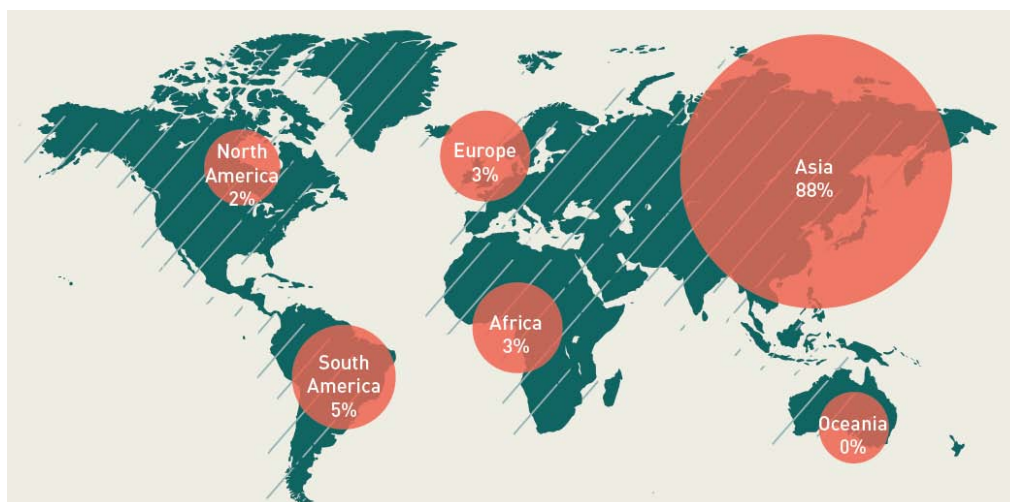 North
America
2%
Europe
3%
Asia
88%
Africa
3%
South
America
5%
Oceania
0%